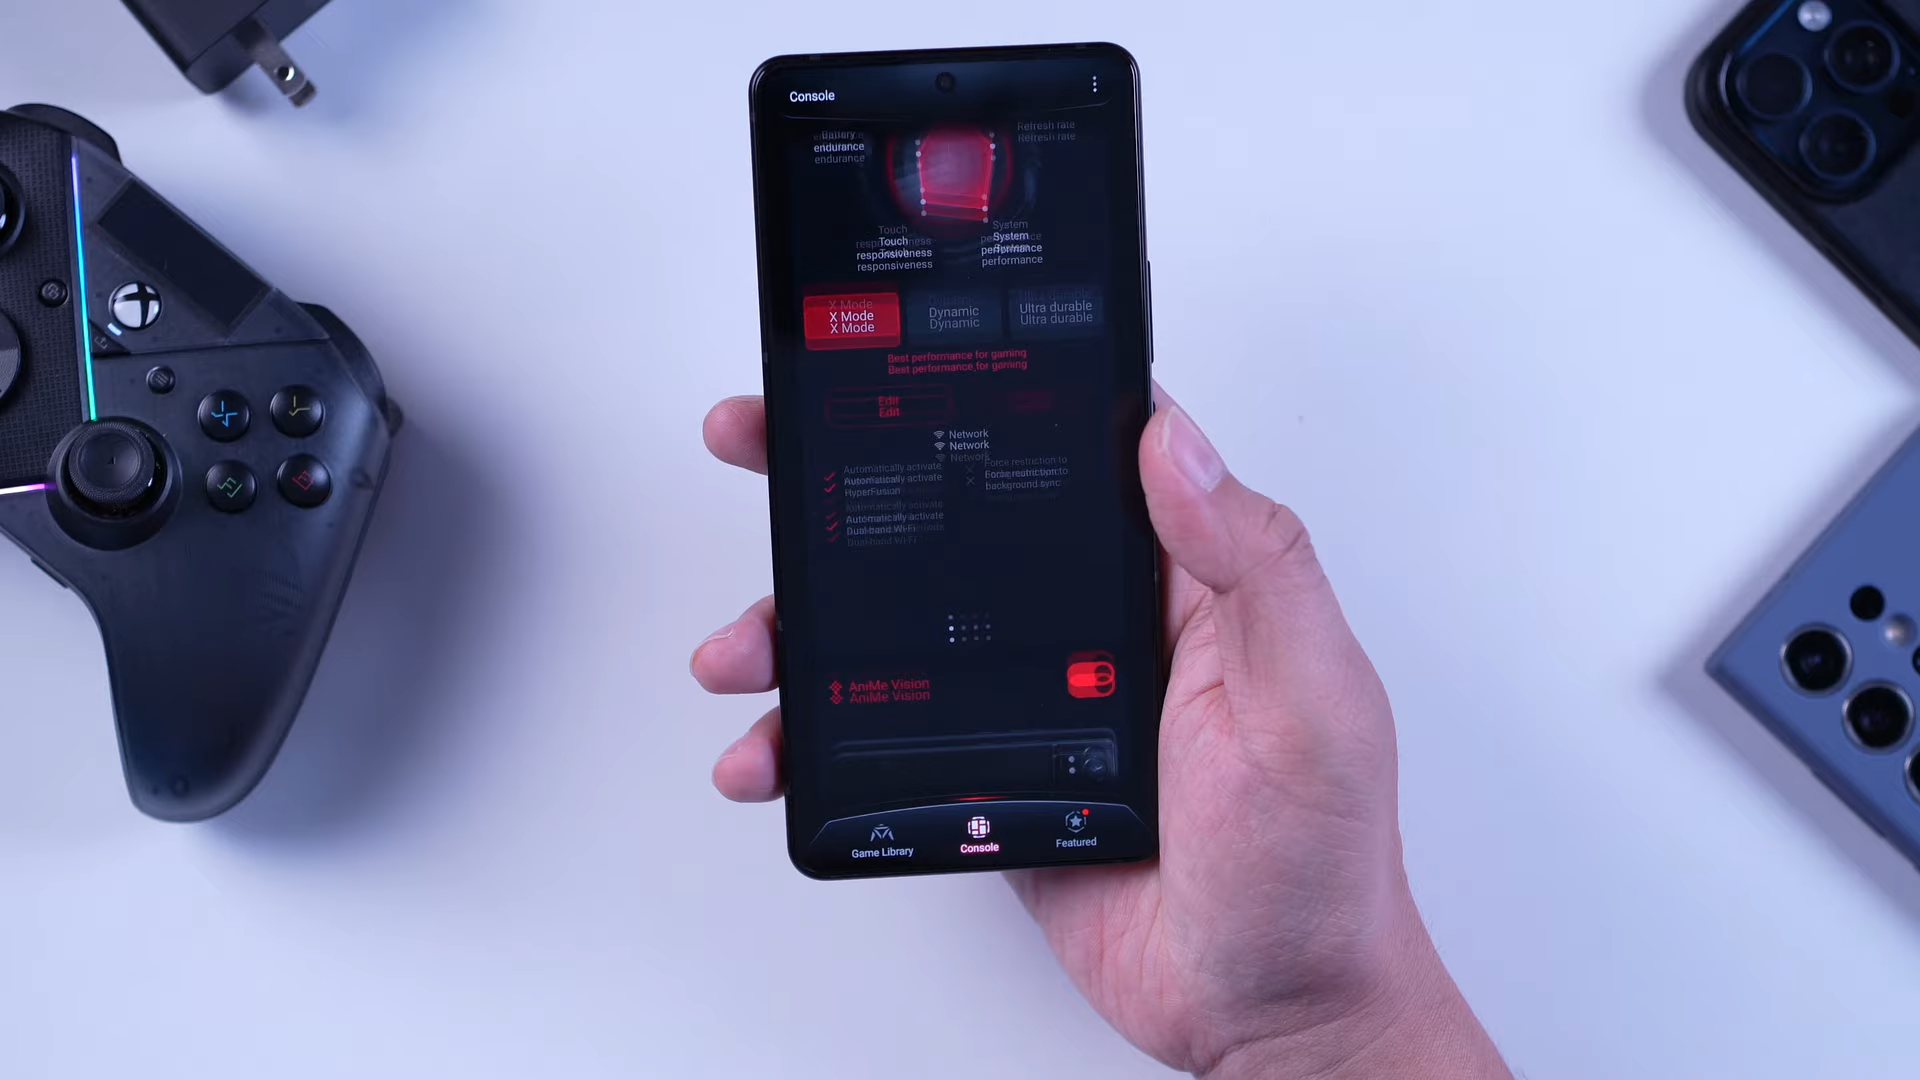 Console
Battery
endurance
Refresh rate
Touch
responsiveness
System
performance
X Mode
Dynamic
Ultra durable
Best performance for gaming
Edit
Network
Automatically activate
HyperFusion
Force restriction to
background sync
Automatically activate
Dual-band Wi-Fi
AniMe Vision
Game Library
Console
Featured